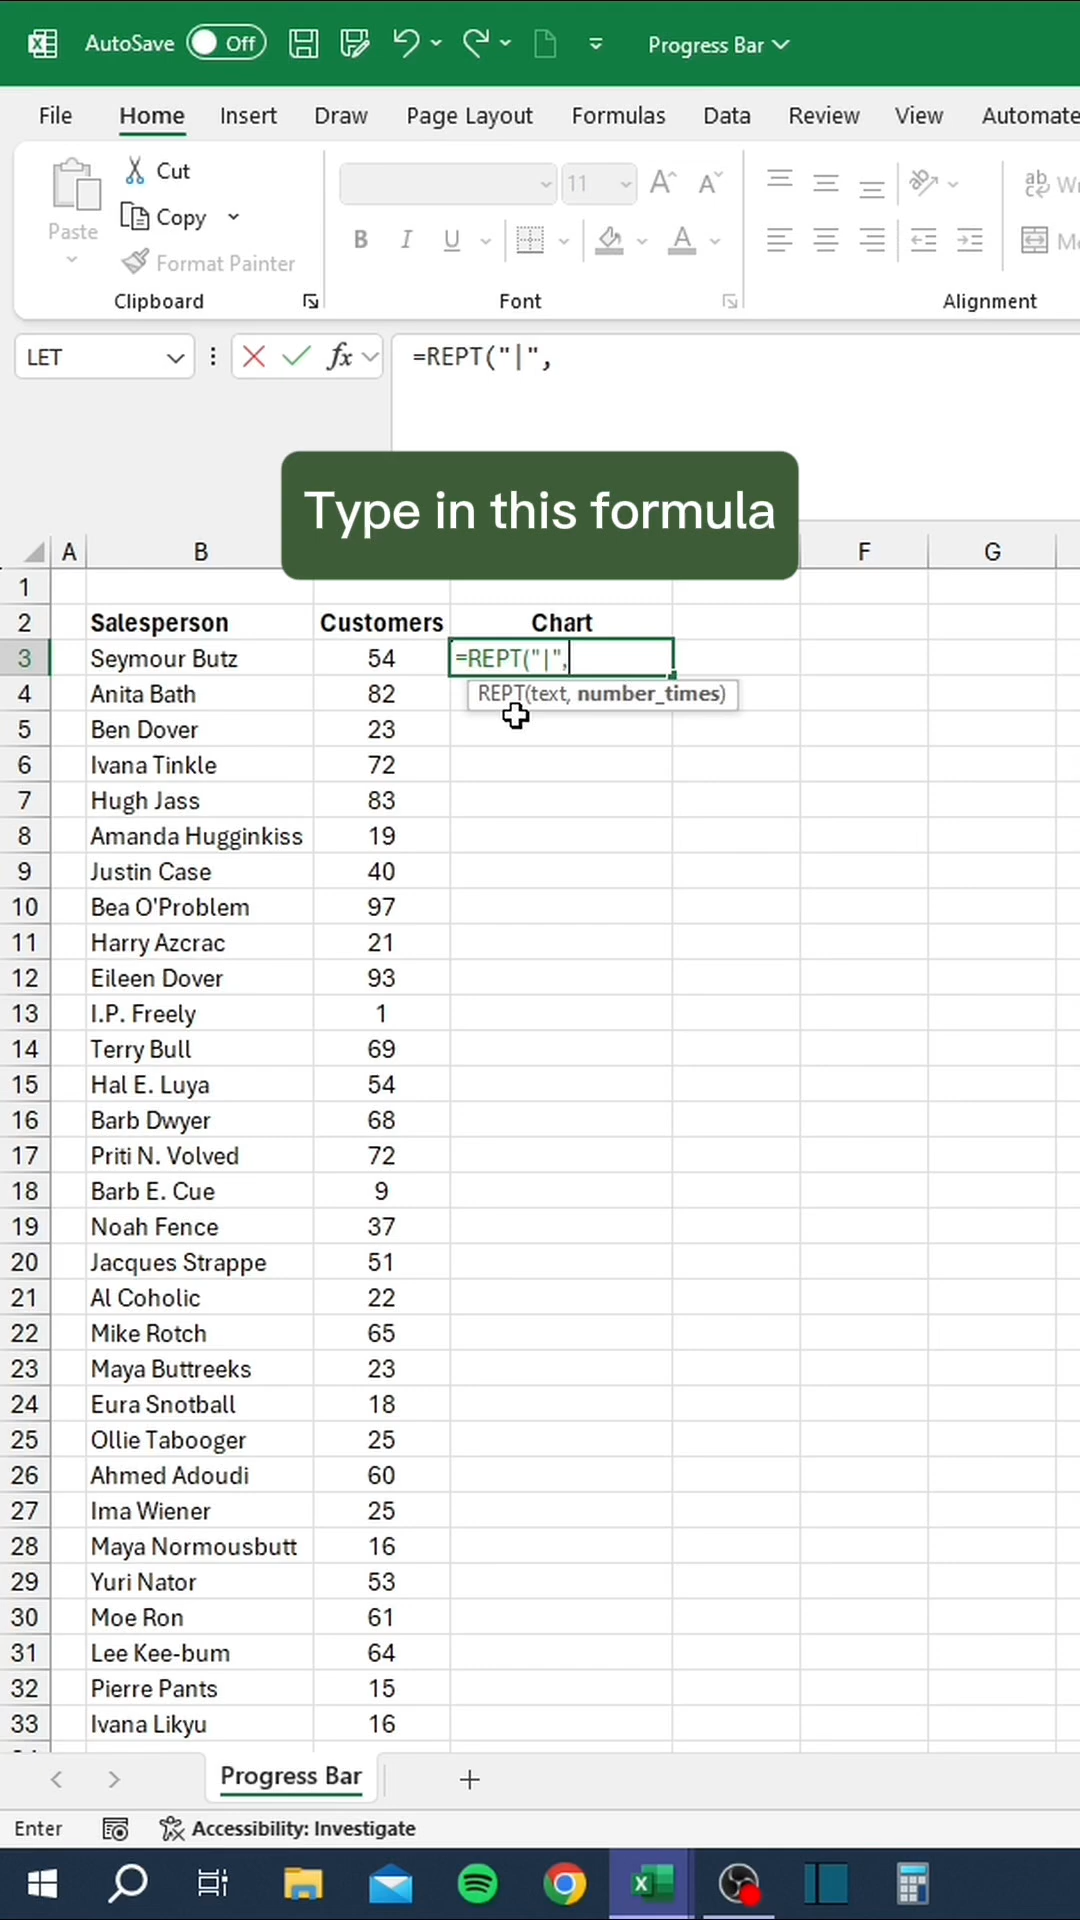 AutoSave Off Progress Bar
File Home Insert Draw Page Layout Formulas Data Review View Automate
Paste
Cut
Copy
Format Painter
11
B I U
Clipboard Font Alignment
LET =REPT("|",
Type in this formula
A B F G
1
2 Salesperson Customers Chart
3 Seymour Butz 54 =REPT("|",
4 Anita Bath 82 REPT(text, number_times)
5 Ben Dover 23
6 Ivana Tinkle 72
7 Hugh Jass 83
8 Amanda Hugginkiss 19
9 Justin Case 40
10 Bea O'Problem 97
11 Harry Azcrac 21
12 Eileen Dover 93
13 I.P. Freely 1
14 Terry Bull 69
15 Hal E. Luya 54
16 Barb Dwyer 68
17 Priti N. Volved 72
18 Barb E. Cue 9
19 Noah Fence 37
20 Jacques Strappe 51
21 Al Coholic 22
22 Mike Rotch 65
23 Maya Buttreeks 23
24 Eura Snotball 18
25 Ollie Tabooger 25
26 Ahmed Adoudi 60
27 Ima Wiener 25
28 Maya Normousbutt 16
29 Yuri Nator 53
30 Moe Ron 61
31 Lee Kee-bum 64
32 Pierre Pants 15
33 Ivana Likyu 16
Progress Bar
Enter Accessibility: Investigate